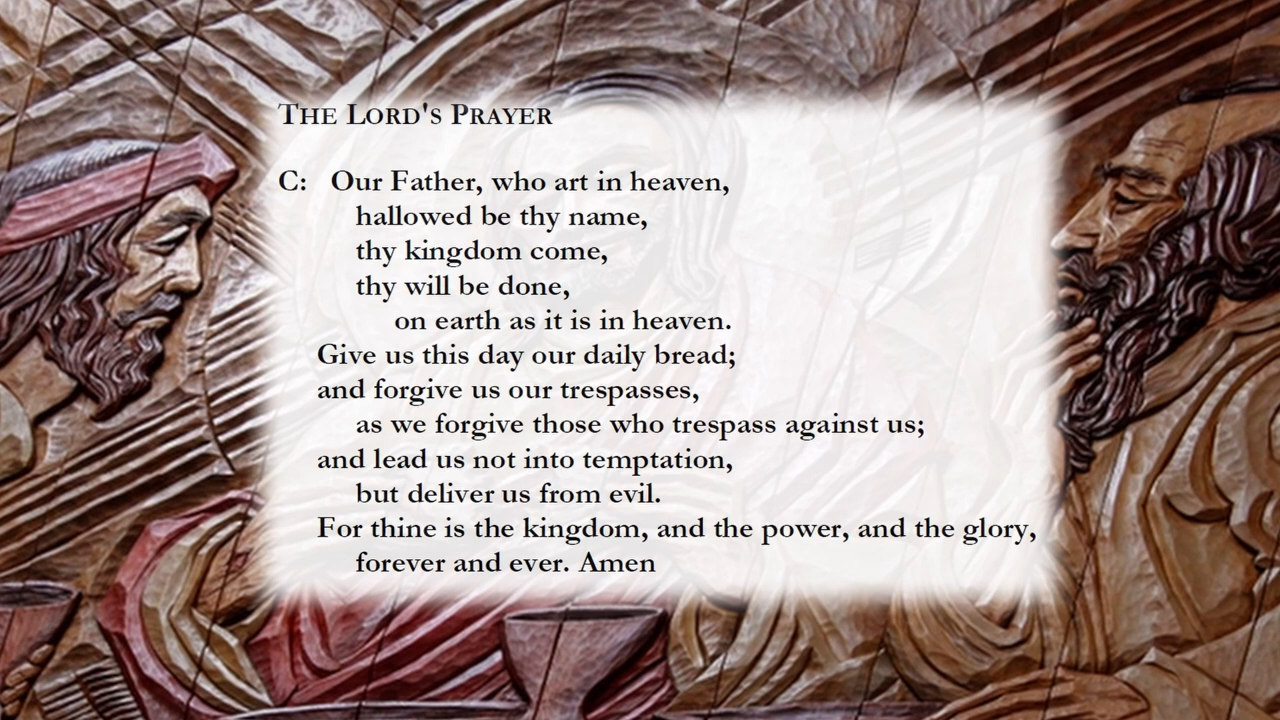 The Lord's Prayer
C: Our Father, who art in heaven,
hallowed be thy name,
thy kingdom come,
thy will be done,
on earth as it is in heaven.
Give us this day our daily bread;
and forgive us our trespasses,
as we forgive those who trespass against us;
and lead us not into temptation,
but deliver us from evil.
For thine is the kingdom, and the power, and the glory,
forever and ever. Amen